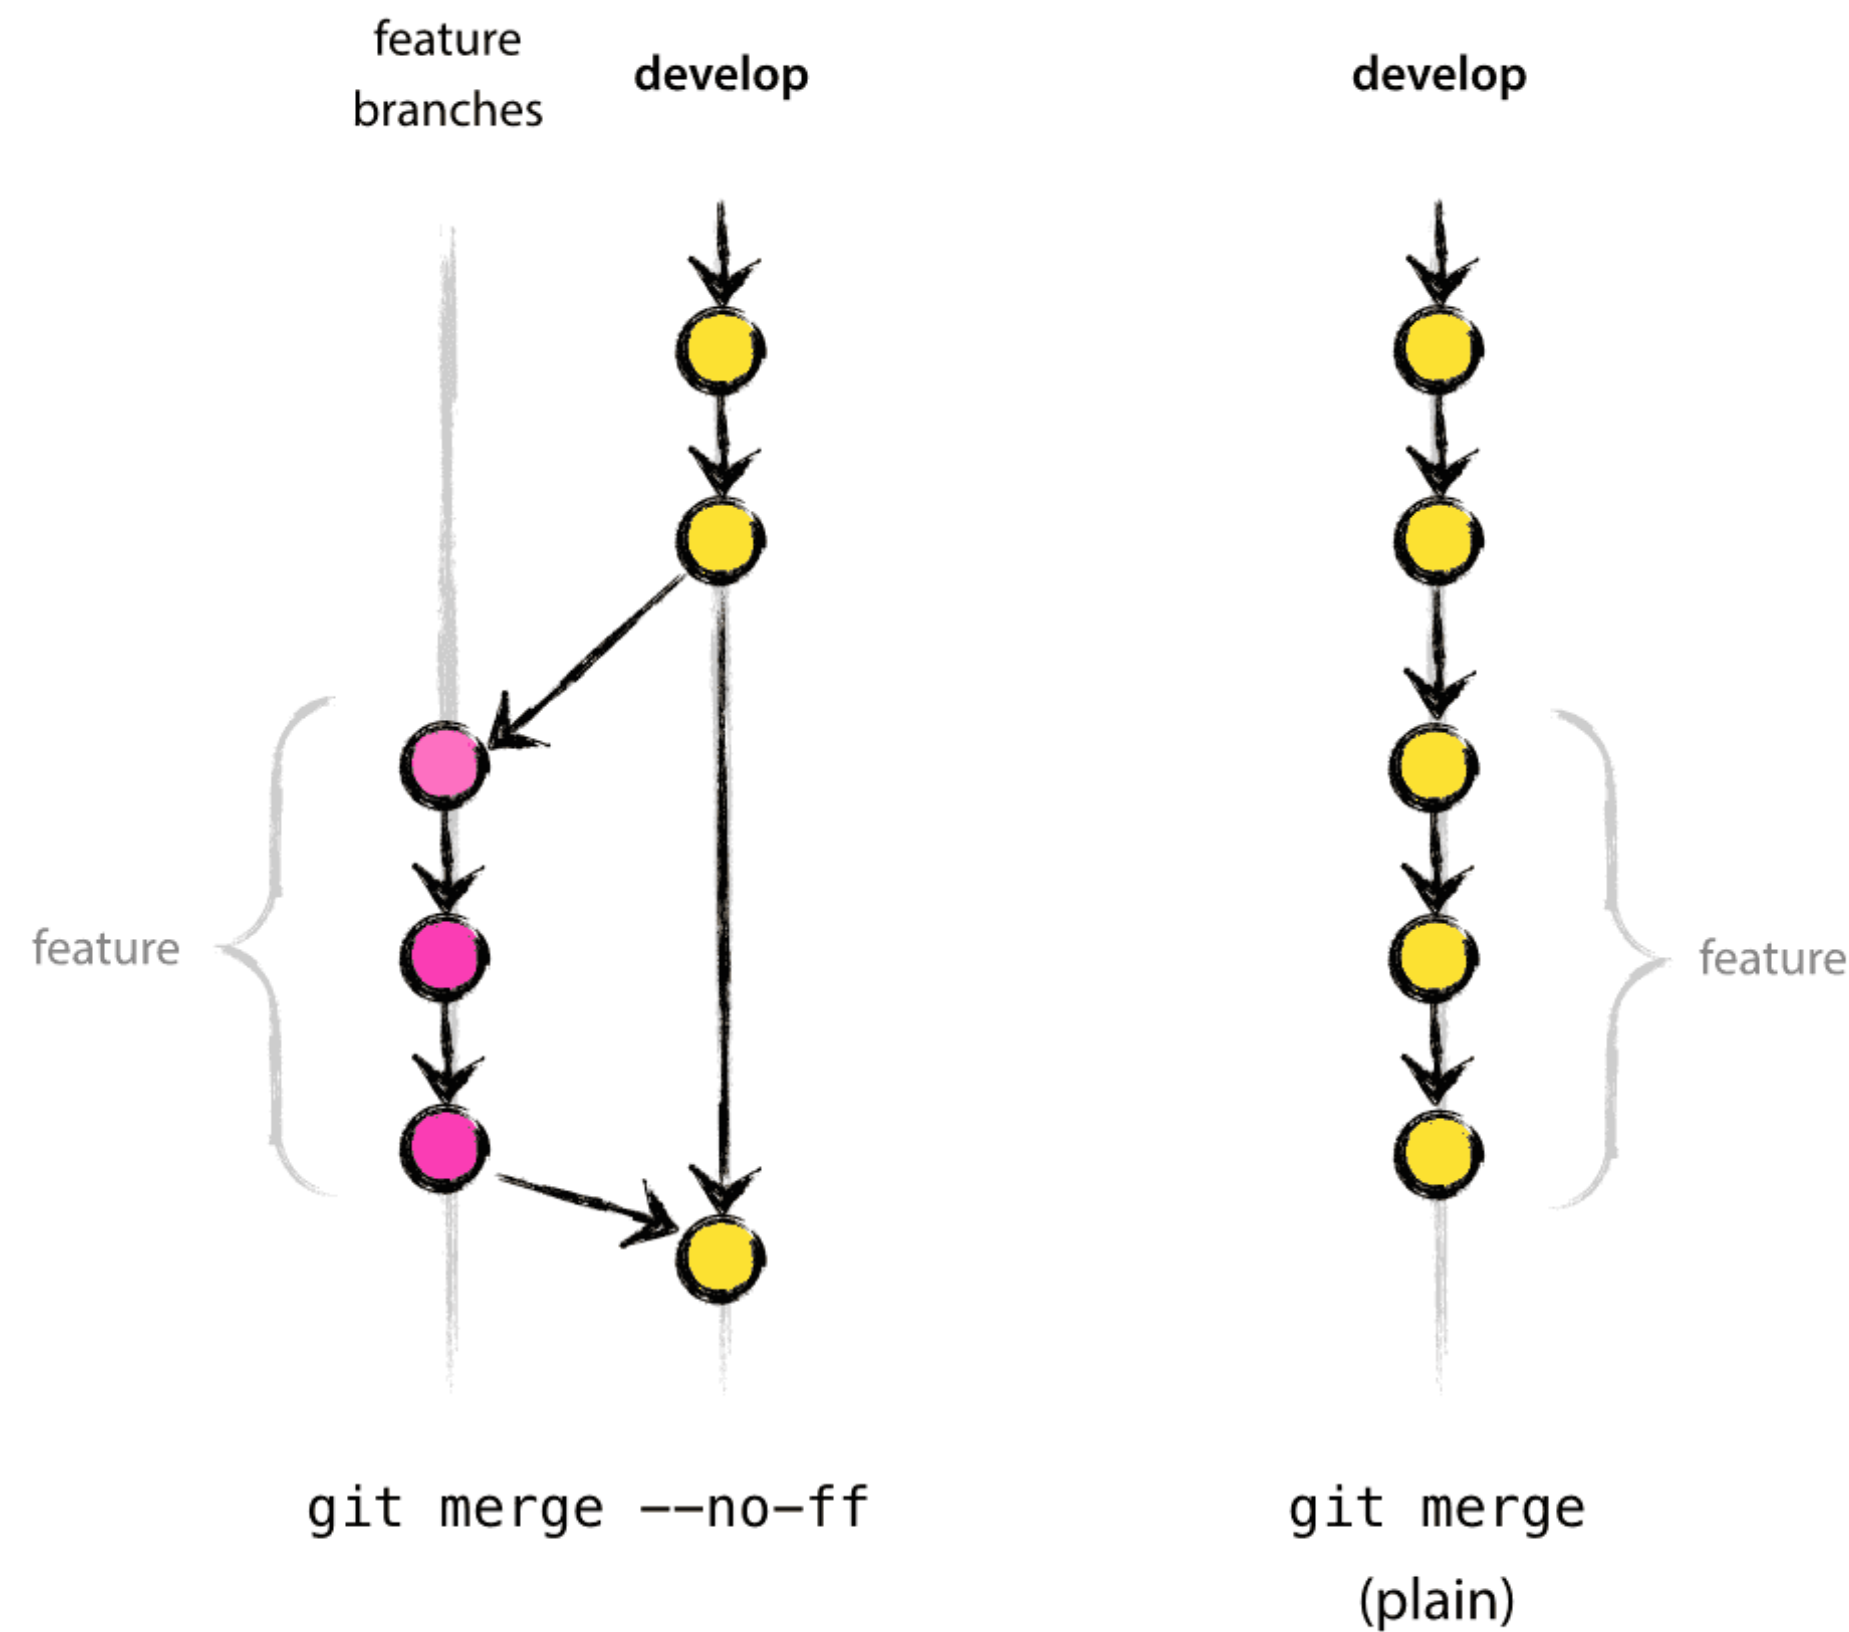 feature
branches
develop
develop
feature
feature
git merge --no-ff
git merge
(plain)